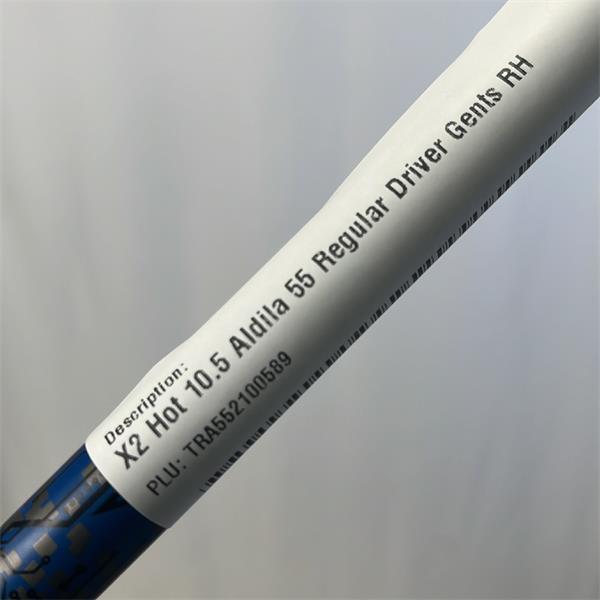 Description:
X2 Hot 10.5 Aldila 55 Regular Driver Gents RH
PLU: TRA552100589